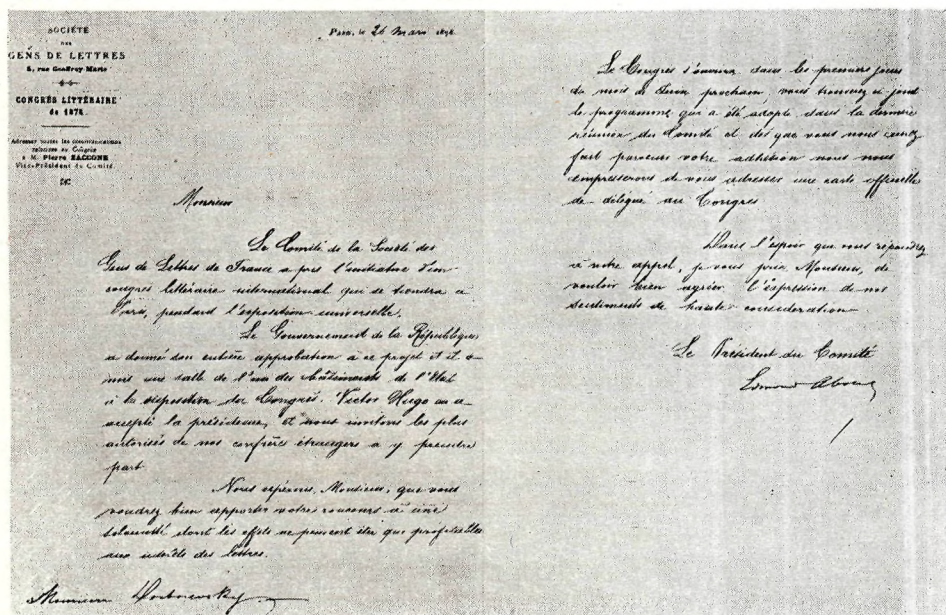 SOCIÉTÉ
DES
GENS DE LETTRES
5, rue Geoffroy Marie
CONGRÈS LITTÉRAIRE
de 1878
Adresser toutes les communications
relatives au Congrès
à M. Pierre ZACCONE
Vice-Président du Comité
Paris, le 26 Mars 1878
Monsieur
Le Comité de la Société des
Gens de Lettres de France a pris l'initiative d'un
congrès littéraire international qui se tiendra à
Paris, pendant l'exposition universelle.
Le Gouvernement de la République
a donné son entière approbation à ce projet et il a
mis une salle de l'un des bâtiments de l'Etat
à la disposition du Congrès. Victor Hugo en a
accepté la présidence, et nous invitons les plus
autorisés de nos confrères étrangers à y prendre
part
Nous espérons, Monsieur, que vous
voudrez bien apporter votre concours à une
solennité dont les effets ne peuvent être que profitables
aux intérêts des lettres.
Monsieur Dostoievsky
Le Congrès s'ouvrira dans les premiers jours
du mois de Juin prochain, vous trouverez ci joint
le programme qui a été adopté dans la dernière
réunion du Comité et dès que vous nous aurez
fait parvenir votre adhésion nous nous
empresserons de vous adresser une carte officielle
de délégué au Congrès
Dans l'espoir que vous répondrez
à notre appel, je vous prie, Monsieur, de
vouloir bien agréer l'expression de nos
sentiments de haute considération
Le Président du Comité
Edmond About